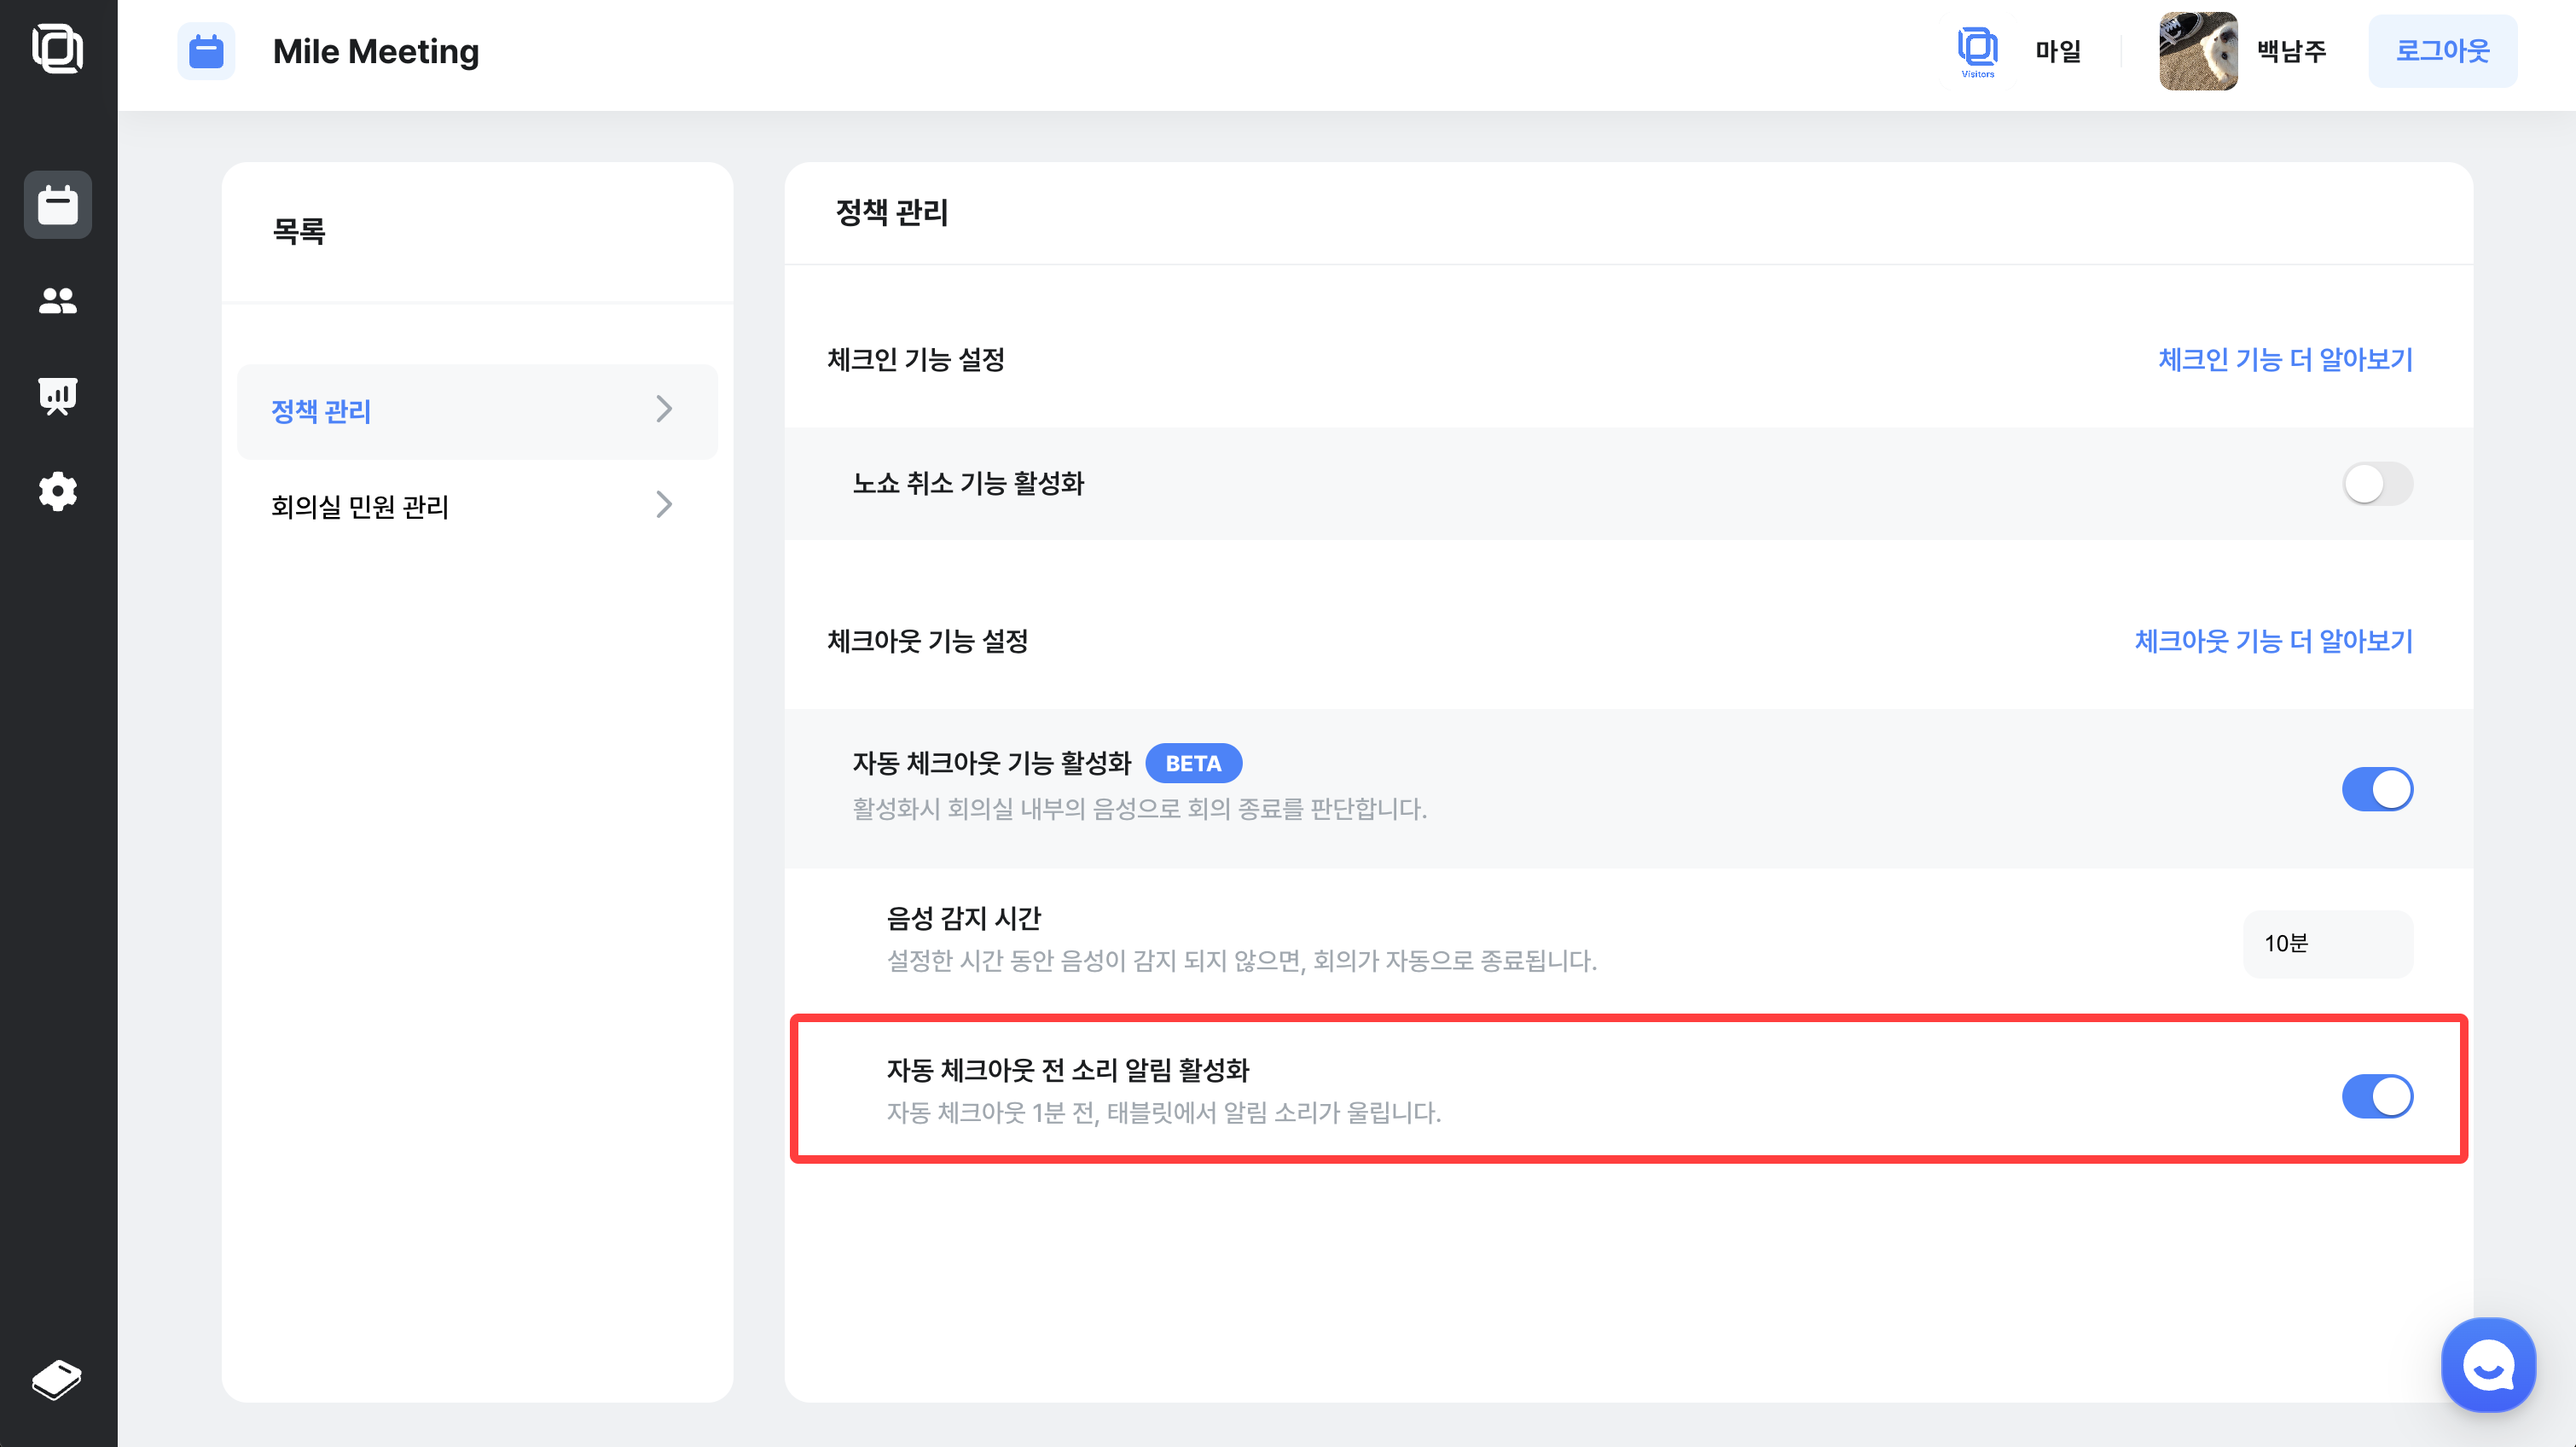 Mile Meeting
Visitors
마일
백남주
로그아웃
목록
정책 관리
회의실 민원 관리
정책 관리
체크인 기능 설정
체크인 기능 더 알아보기
노쇼 취소 기능 활성화
체크아웃 기능 설정
체크아웃 기능 더 알아보기
자동 체크아웃 기능 활성화 BETA
활성화시 회의실 내부의 음성으로 회의 종료를 판단합니다.
음성 감지 시간
설정한 시간 동안 음성이 감지 되지 않으면, 회의가 자동으로 종료됩니다.
10분
자동 체크아웃 전 소리 알림 활성화
자동 체크아웃 1분 전, 태블릿에서 알림 소리가 울립니다.